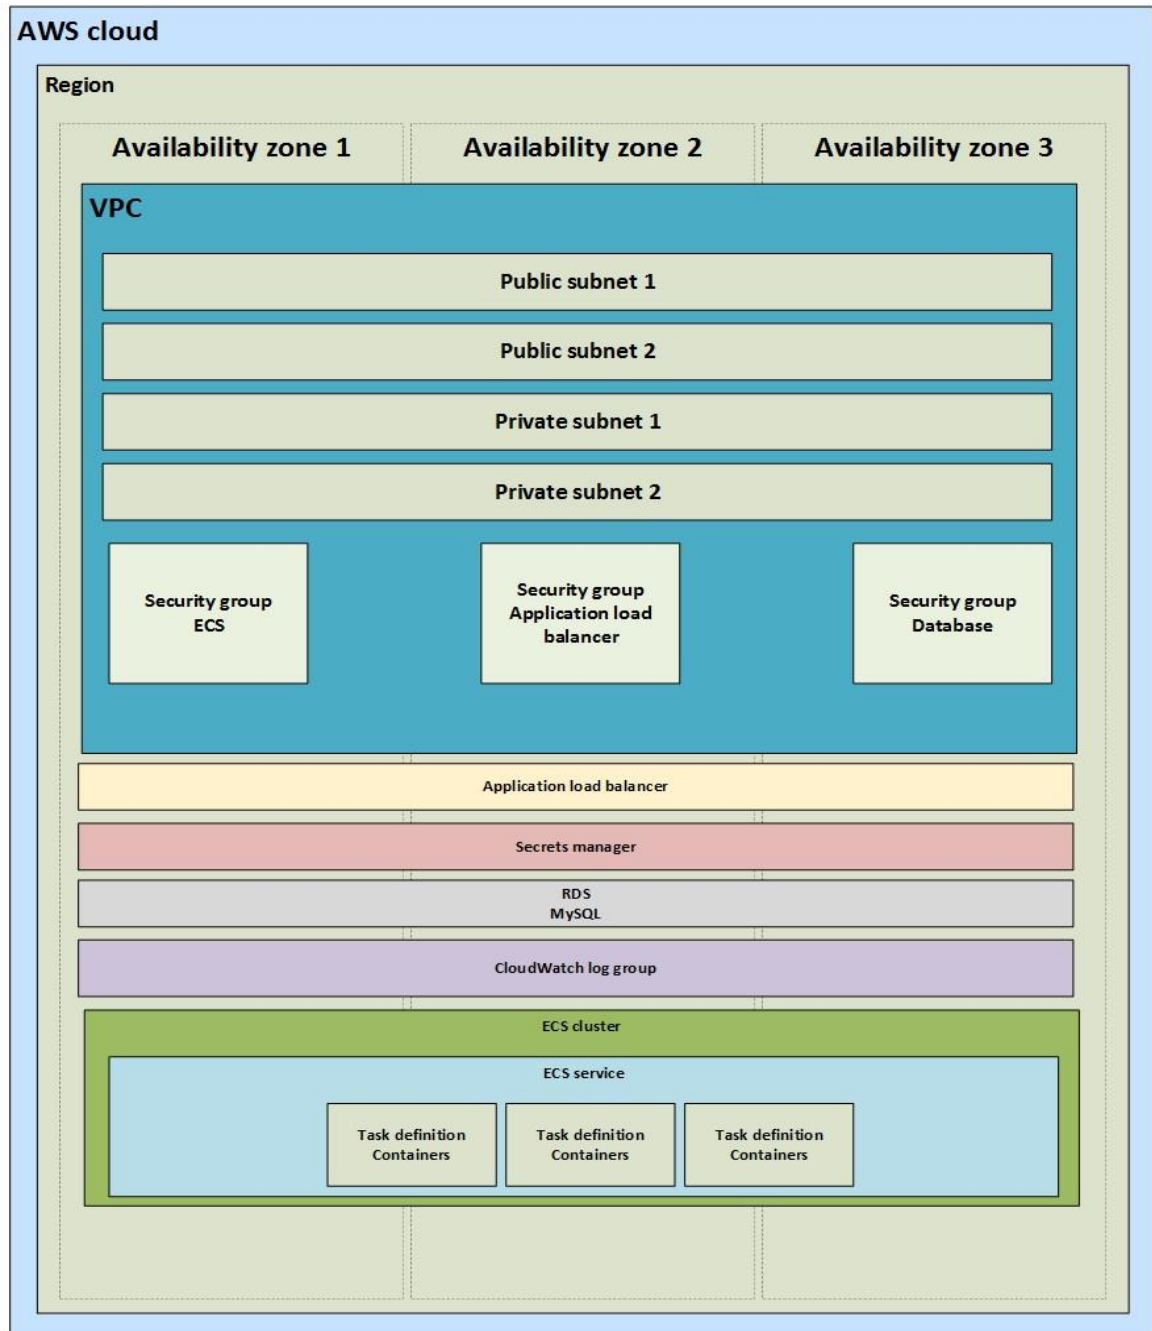 AWS cloud
Region
Availability zone 1
Availability zone 2
Availability zone 3
VPC
Public subnet 1
Public subnet 2
Private subnet 1
Private subnet 2
Security group
ECS
Security group
Application load
balancer
Security group
Database
Application load balancer
Secrets manager
RDS
MySQL
CloudWatch log group
ECS cluster
ECS service
Task definition
Containers
Task definition
Containers
Task definition
Containers